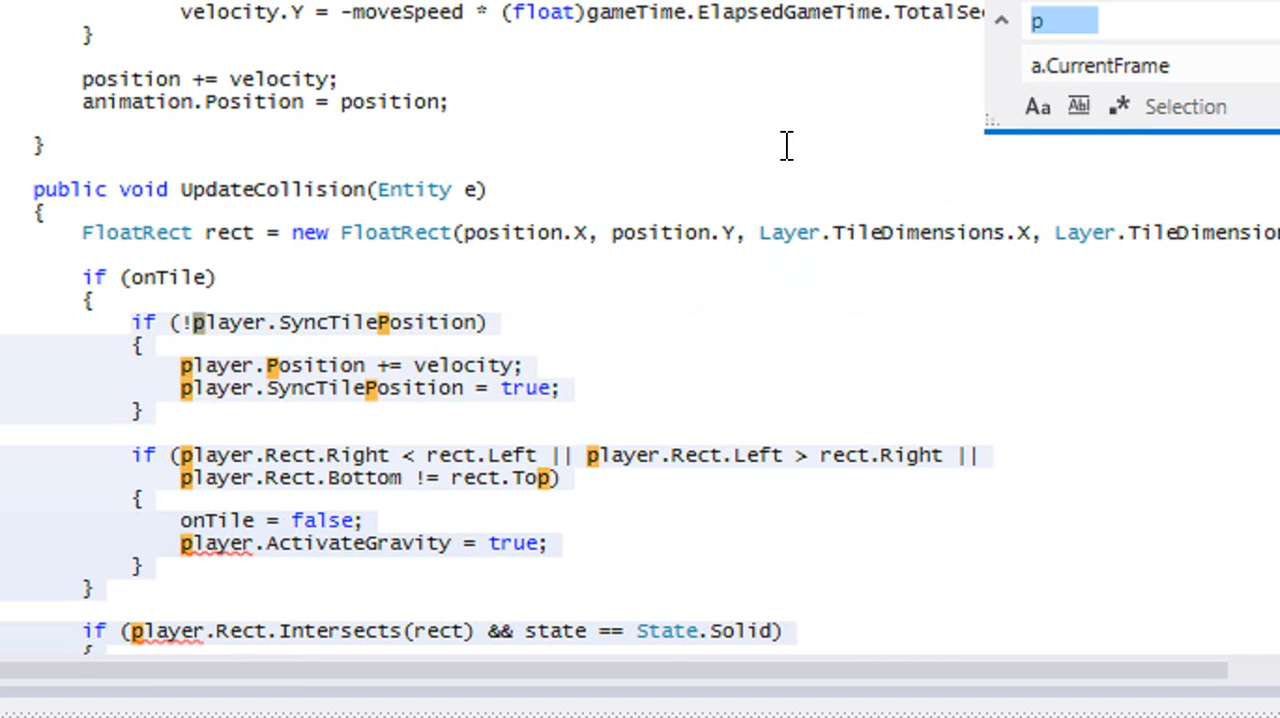 velocity.Y = -moveSpeed * (float)gameTime.ElapsedGameTime.
}
position += velocity;
animation.Position = position;
}
public void UpdateCollision(Entity e)
{
FloatRect rect = new FloatRect(position.X, position.Y, Layer.TileDimensions.X, Layer.
if (onTile)
{
if (!player.SyncTilePosition)
{
player.Position += velocity;
player.SyncTilePosition = true;
}
if (player.Rect.Right < rect.Left || player.Rect.Left > rect.Right ||
player.Rect.Bottom != rect.Top)
{
onTile = false;
player.ActivateGravity = true;
}
}
if (player.Rect.Intersects(rect) && state == State.Solid)
{
p
a.CurrentFrame
Aa Abl .* Selection